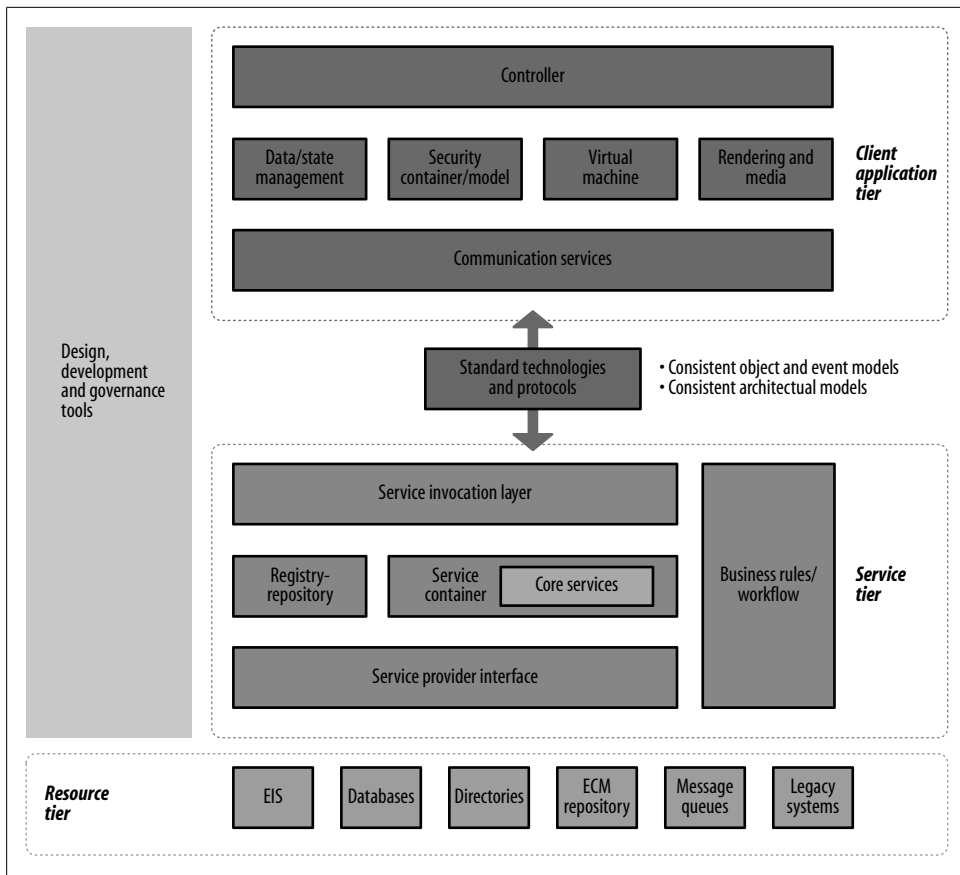 Controller
Data/state
management
Security
container/model
Virtual
machine
Rendering and
media
Client
application
tier
Communication services
Design,
development
and governance
tools
Standard technologies
and protocols
• Consistent object and event models
• Consistent architectual models
Service invocation layer
Registry-
repository
Service
container
Core services
Business rules/
workflow
Service
tier
Service provider interface
Resource
tier
EIS
Databases
Directories
ECM
repository
Message
queues
Legacy
systems